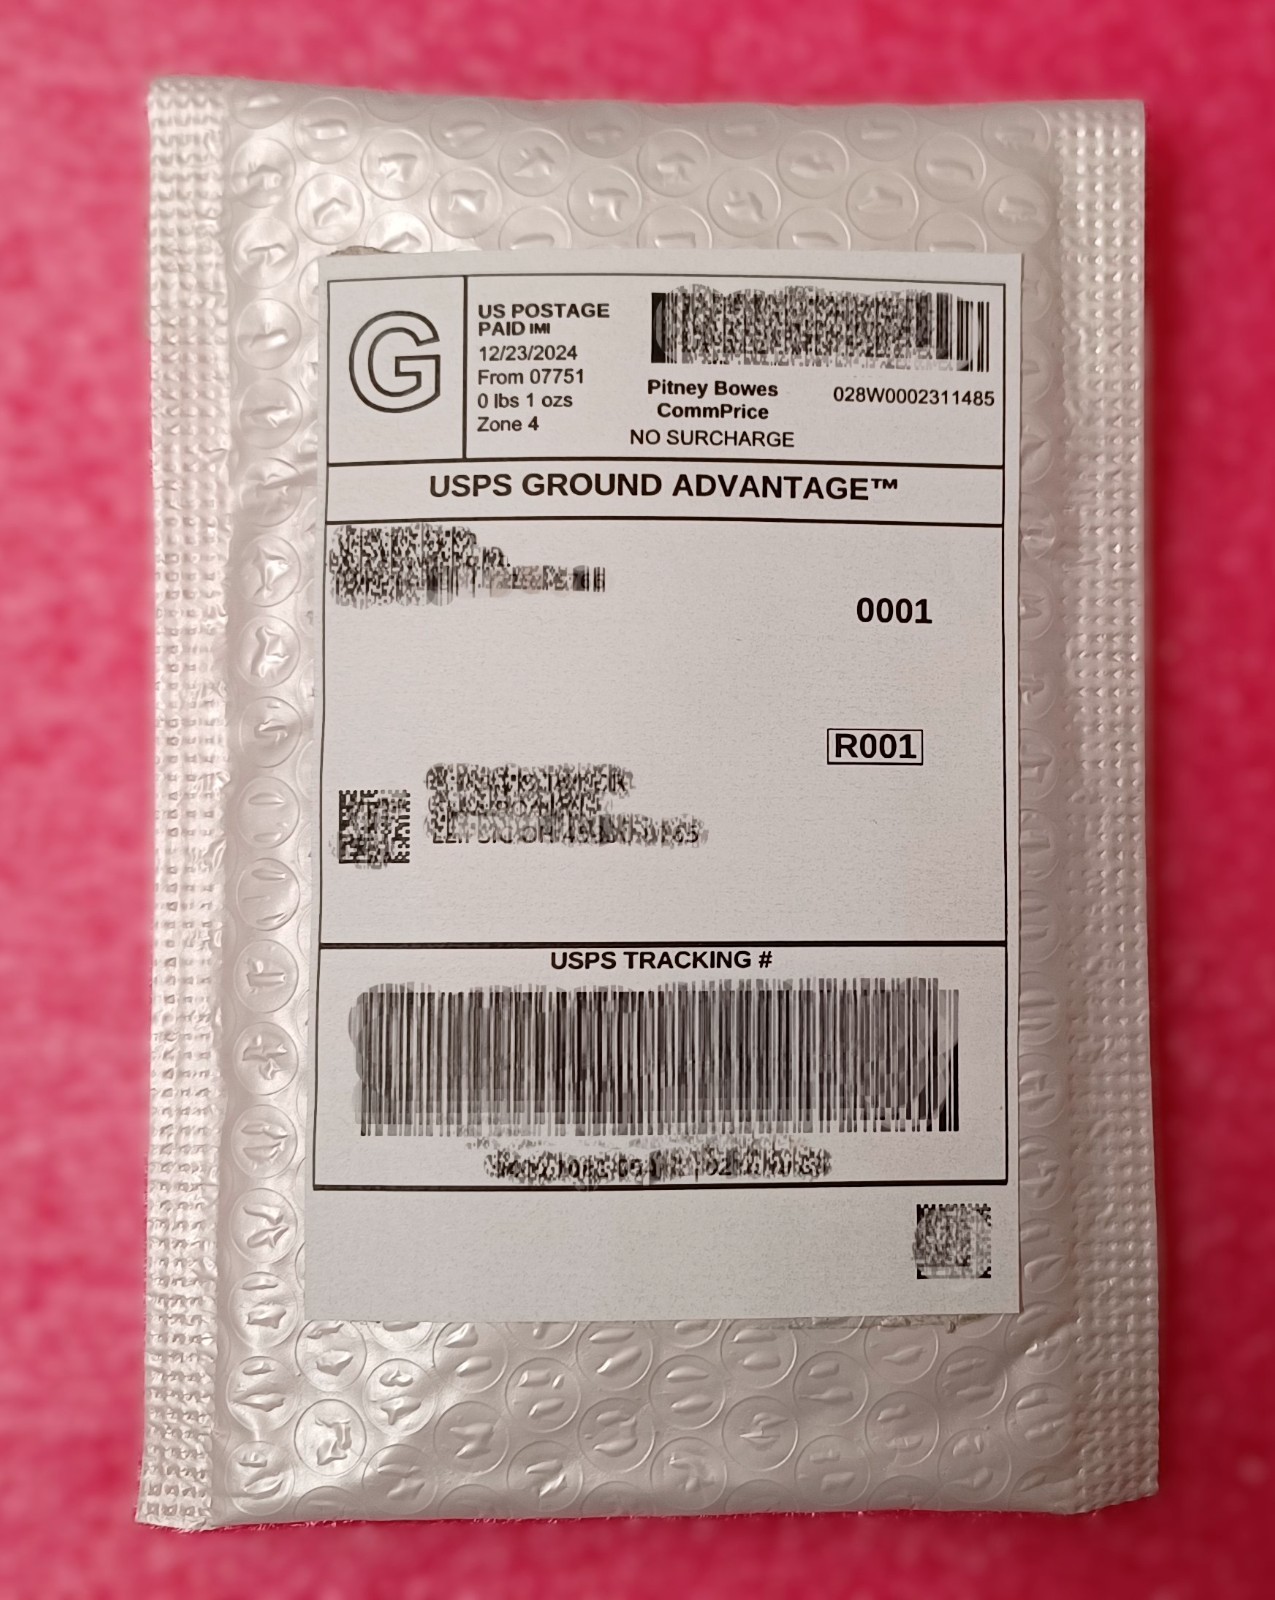 G
US POSTAGE
PAID IMI
12/23/2024
From 07751
0 lbs 1 ozs
Zone 4
Pitney Bowes
CommPrice
028W0002311485
NO SURCHARGE
USPS GROUND ADVANTAGE™
0001
R001
USPS TRACKING #